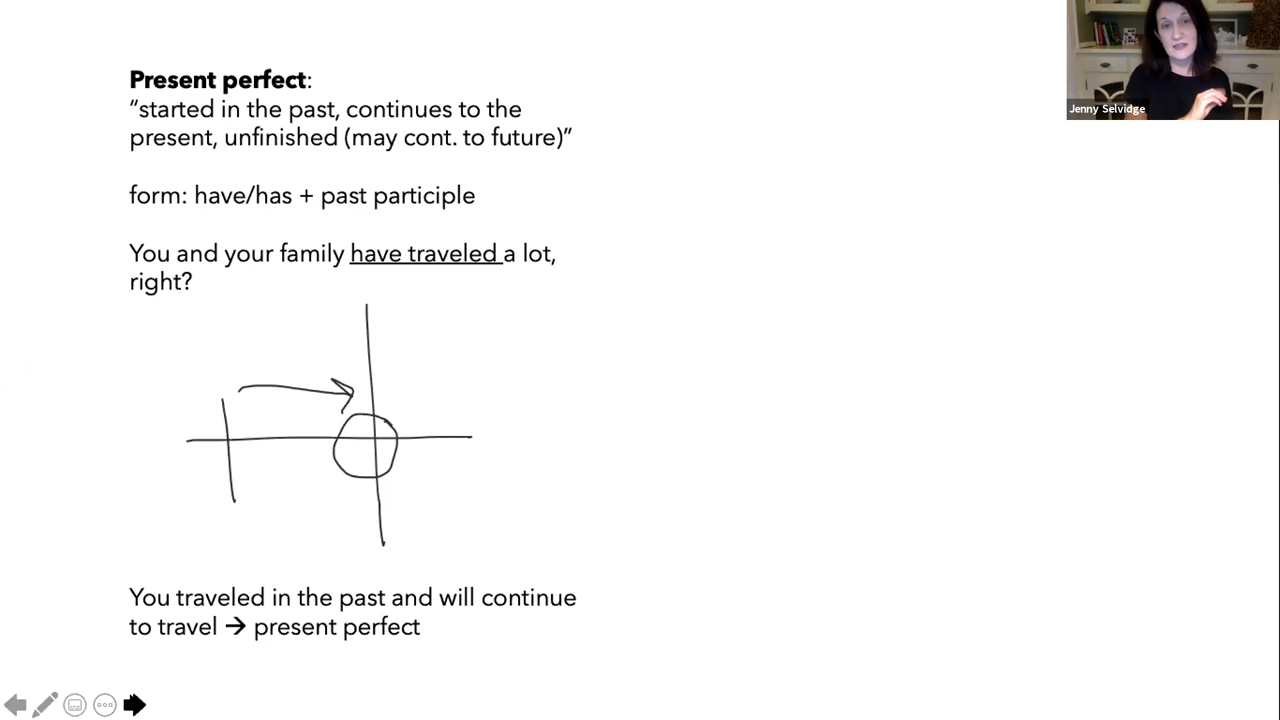 Present perfect:
"started in the past, continues to the
present, unfinished (may cont. to future)"
form: have/has + past participle
You and your family have traveled a lot,
right?
You traveled in the past and will continue
to travel → present perfect
Jenny Selvidge